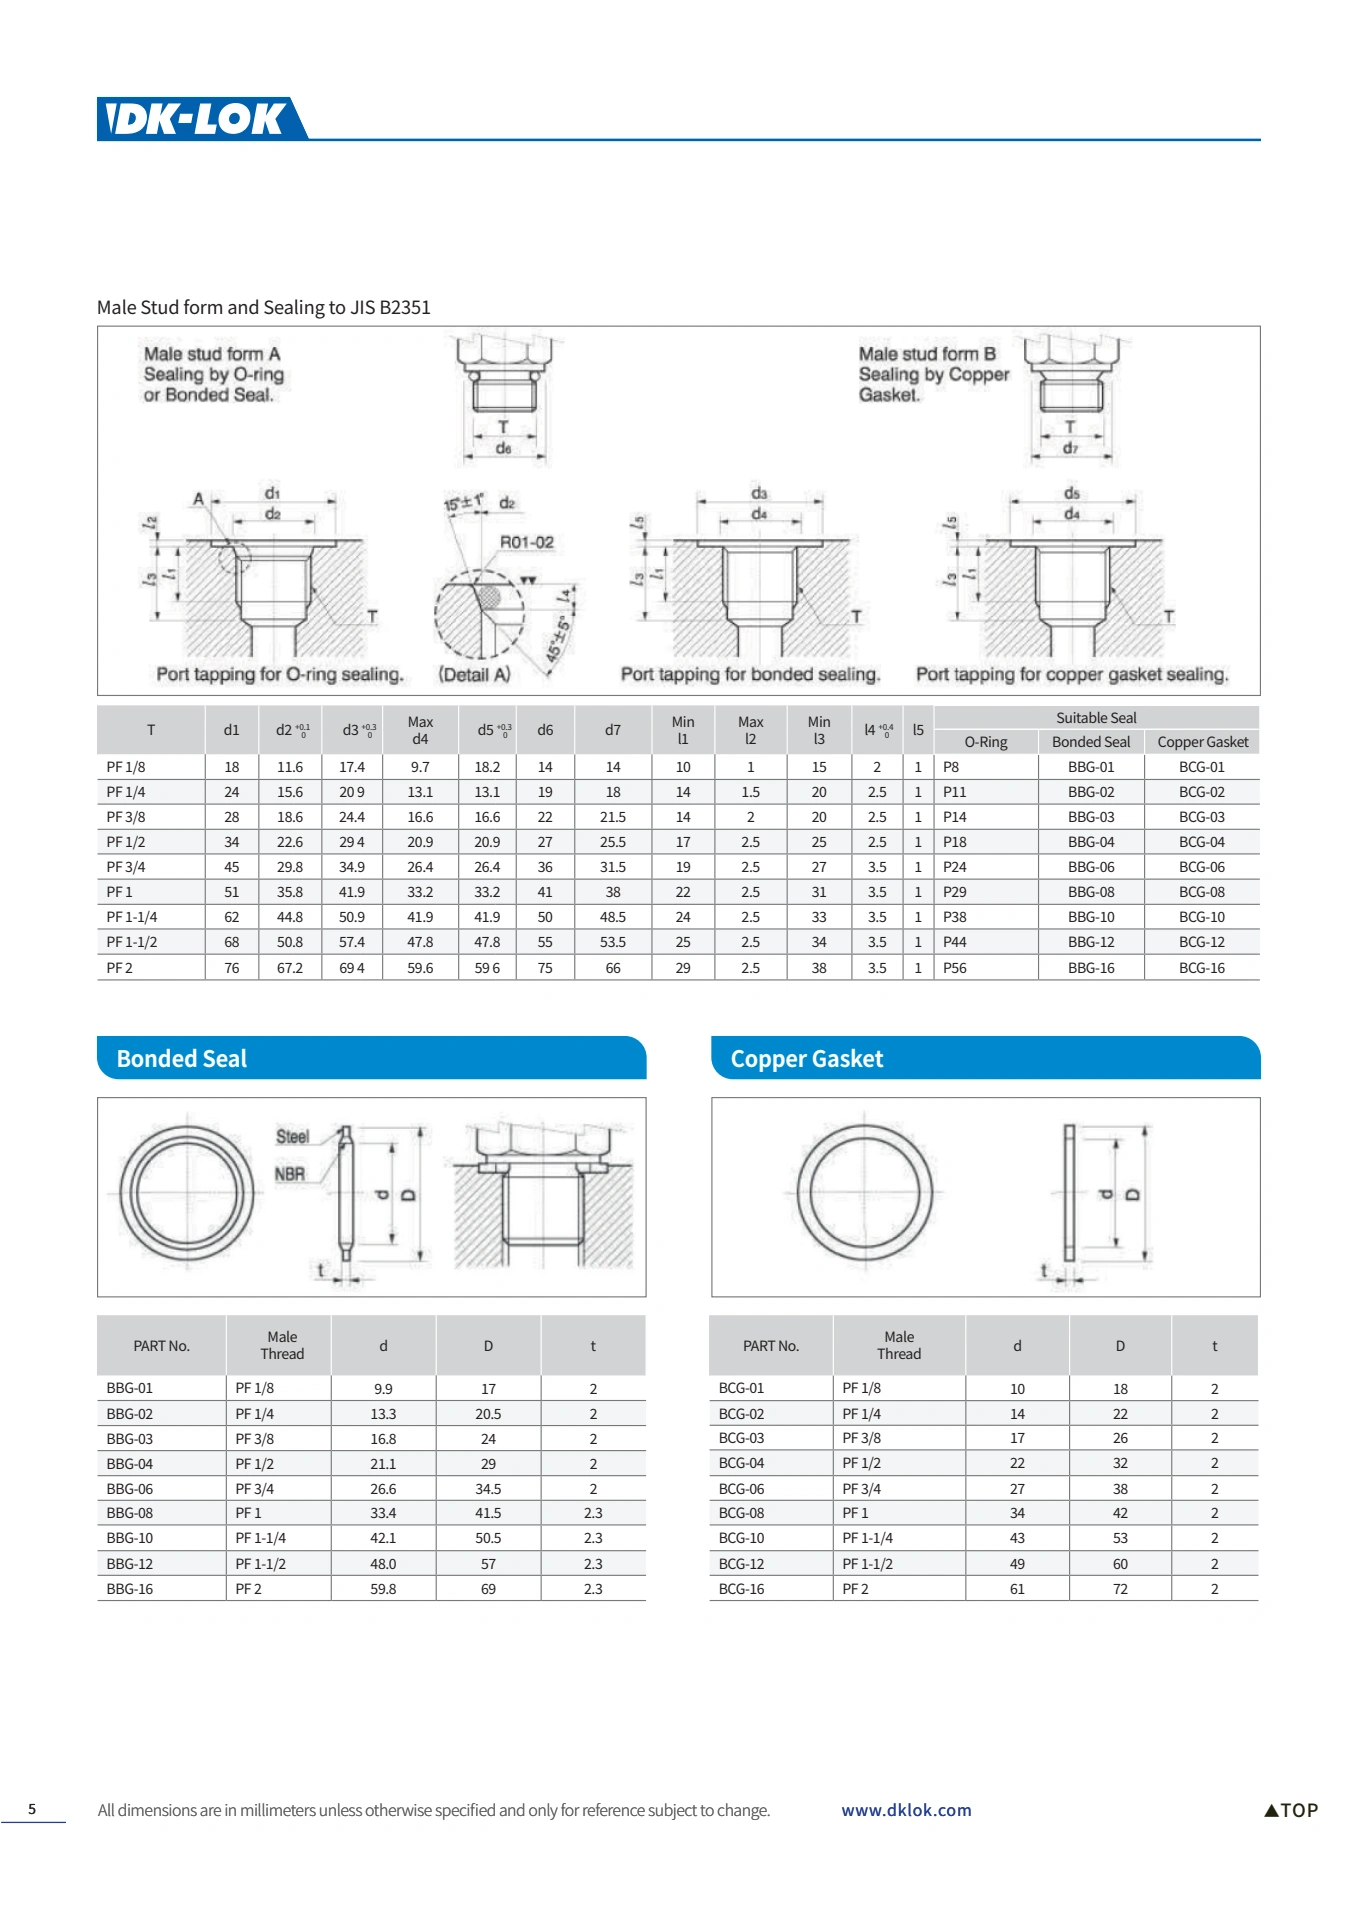 DK-LOK
Male Stud form and Sealing to JIS B2351
Male stud form A
Sealing by O-ring
or Bonded Seal.
T
d6
Male stud form B
Sealing by Copper
Gasket.
T
d7
A
d1
d2
l2
l3
l1
T
Port tapping for O-ring sealing.
15°±1°
d2
R01-02
l4
45°±5°
(Detail A)
d3
d4
l5
l3
l1
T
Port tapping for bonded sealing.
d5
d4
l5
l3
l1
T
Port tapping for copper gasket sealing.
T d1 d2 +0.1 0 d3 +0.3 0 Max d4 d5 +0.3 0 d6 d7 Min l1 Max l2 Min l3 l4 +0.4 0 l5 Suitable Seal
O-Ring Bonded Seal Copper Gasket
PF 1/8 18 11.6 17.4 9.7 18.2 14 14 10 1 15 2 1 P8 BBG-01 BCG-01
PF 1/4 24 15.6 20 9 13.1 13.1 19 18 14 1.5 20 2.5 1 P11 BBG-02 BCG-02
PF 3/8 28 18.6 24.4 16.6 16.6 22 21.5 14 2 20 2.5 1 P14 BBG-03 BCG-03
PF 1/2 34 22.6 29 4 20.9 20.9 27 25.5 17 2.5 25 2.5 1 P18 BBG-04 BCG-04
PF 3/4 45 29.8 34.9 26.4 26.4 36 31.5 19 2.5 27 3.5 1 P24 BBG-06 BCG-06
PF 1 51 35.8 41.9 33.2 33.2 41 38 22 2.5 31 3.5 1 P29 BBG-08 BCG-08
PF 1-1/4 62 44.8 50.9 41.9 41.9 50 48.5 24 2.5 33 3.5 1 P38 BBG-10 BCG-10
PF 1-1/2 68 50.8 57.4 47.8 47.8 55 53.5 25 2.5 34 3.5 1 P44 BBG-12 BCG-12
PF 2 76 67.2 69 4 59.6 59 6 75 66 29 2.5 38 3.5 1 P56 BBG-16 BCG-16
Bonded Seal
Steel
NBR
d
D
t
PART No. Male Thread d D t
BBG-01 PF 1/8 9.9 17 2
BBG-02 PF 1/4 13.3 20.5 2
BBG-03 PF 3/8 16.8 24 2
BBG-04 PF 1/2 21.1 29 2
BBG-06 PF 3/4 26.6 34.5 2
BBG-08 PF 1 33.4 41.5 2.3
BBG-10 PF 1-1/4 42.1 50.5 2.3
BBG-12 PF 1-1/2 48.0 57 2.3
BBG-16 PF 2 59.8 69 2.3
Copper Gasket
d
D
t
PART No. Male Thread d D t
BCG-01 PF 1/8 10 18 2
BCG-02 PF 1/4 14 22 2
BCG-03 PF 3/8 17 26 2
BCG-04 PF 1/2 22 32 2
BCG-06 PF 3/4 27 38 2
BCG-08 PF 1 34 42 2
BCG-10 PF 1-1/4 43 53 2
BCG-12 PF 1-1/2 49 60 2
BCG-16 PF 2 61 72 2
5
All dimensions are in millimeters unless otherwise specified and only for reference subject to change.
www.dklok.com
▲TOP